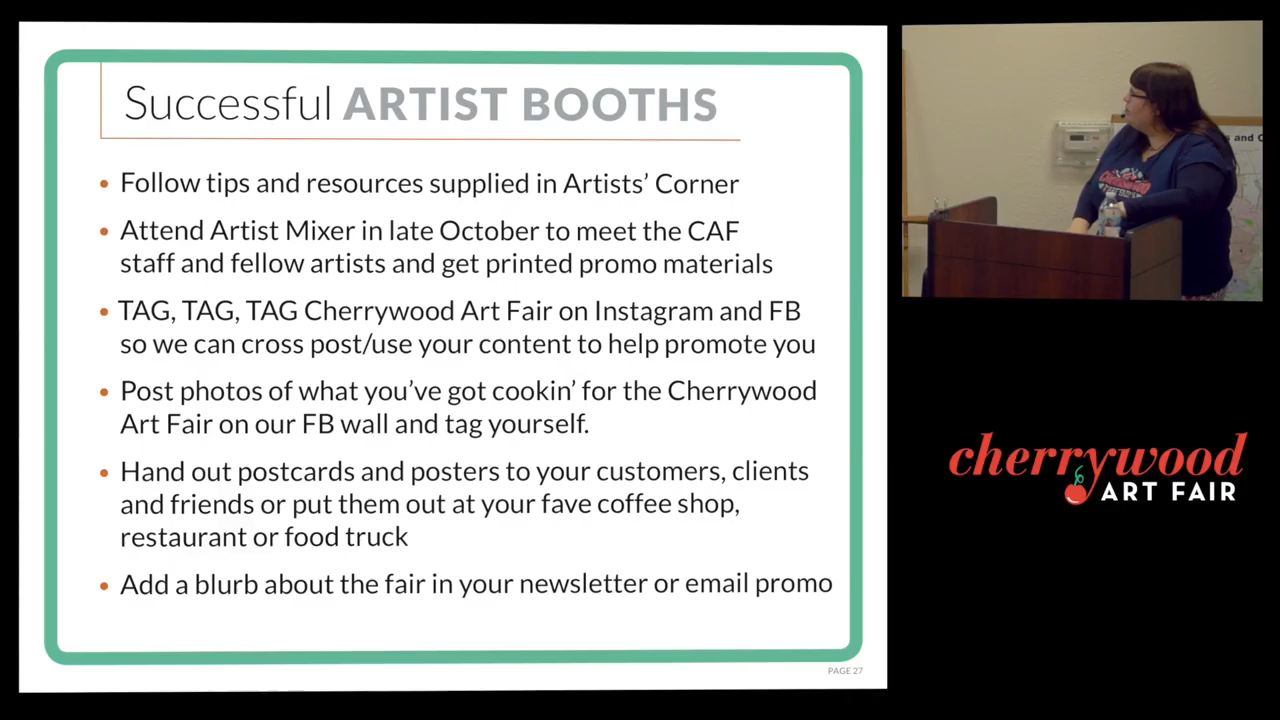 Successful ARTIST BOOTHS
• Follow tips and resources supplied in Artists’ Corner
• Attend Artist Mixer in late October to meet the CAF
staff and fellow artists and get printed promo materials
• TAG, TAG, TAG Cherrywood Art Fair on Instagram and FB
so we can cross post/use your content to help promote you
• Post photos of what you’ve got cookin’ for the Cherrywood
Art Fair on our FB wall and tag yourself.
• Hand out postcards and posters to your customers, clients
and friends or put them out at your fave coffee shop,
restaurant or food truck
• Add a blurb about the fair in your newsletter or email promo
PAGE 27
and
cherrywood
ART FAIR